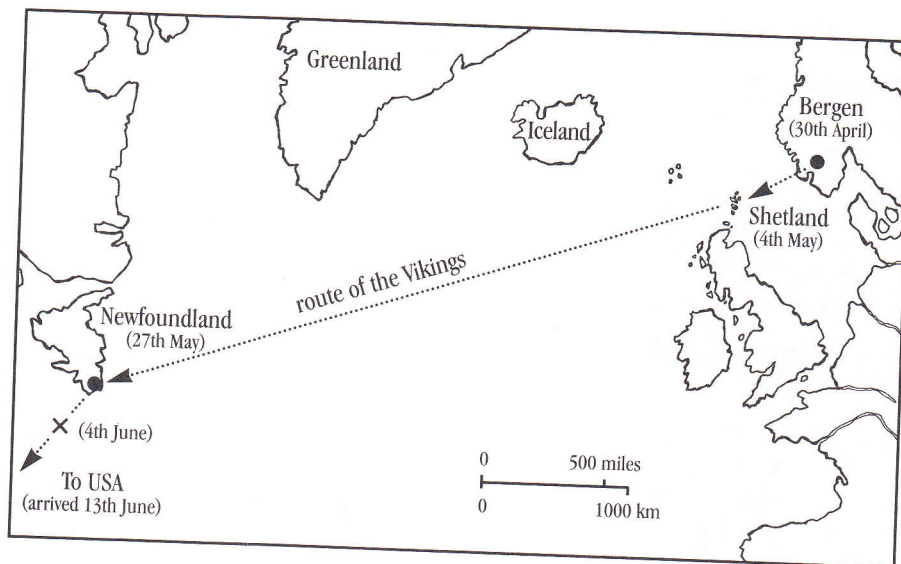 Greenland
Iceland
Bergen
(30th April)
Shetland
(4th May)
route of the Vikings
Newfoundland
(27th May)
(4th June)
To USA
(arrived 13th June)
0 500 miles
0 1000 km